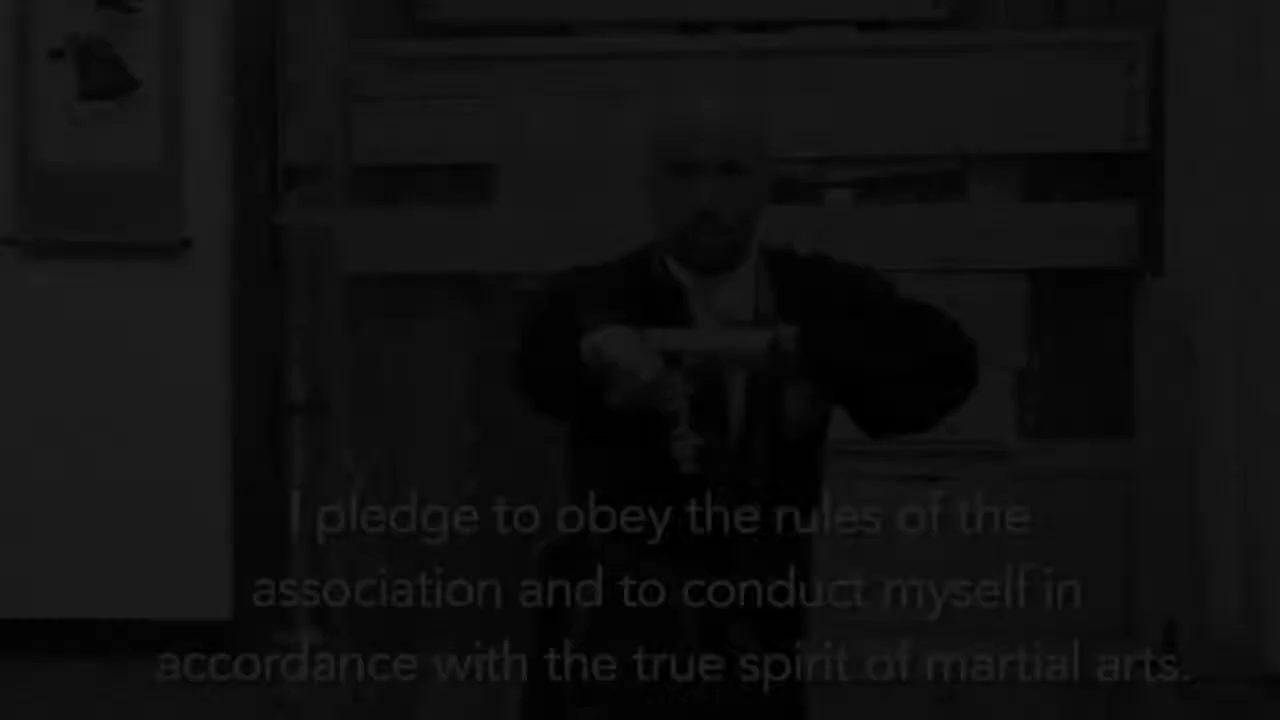 I pledge to obey the rules of the
association and to conduct myself in
accordance with the true spirit of martial arts.